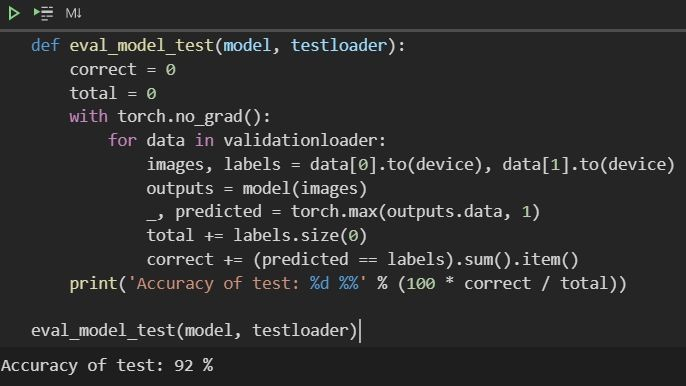 M↓
def eval_model_test(model, testloader):
    correct = 0
    total = 0
    with torch.no_grad():
        for data in validationloader:
            images, labels = data[0].to(device), data[1].to(device)
            outputs = model(images)
            _, predicted = torch.max(outputs.data, 1)
            total += labels.size(0)
            correct += (predicted == labels).sum().item()
    print('Accuracy of test: %d %%' % (100 * correct / total))
eval_model_test(model, testloader)
Accuracy of test: 92 %